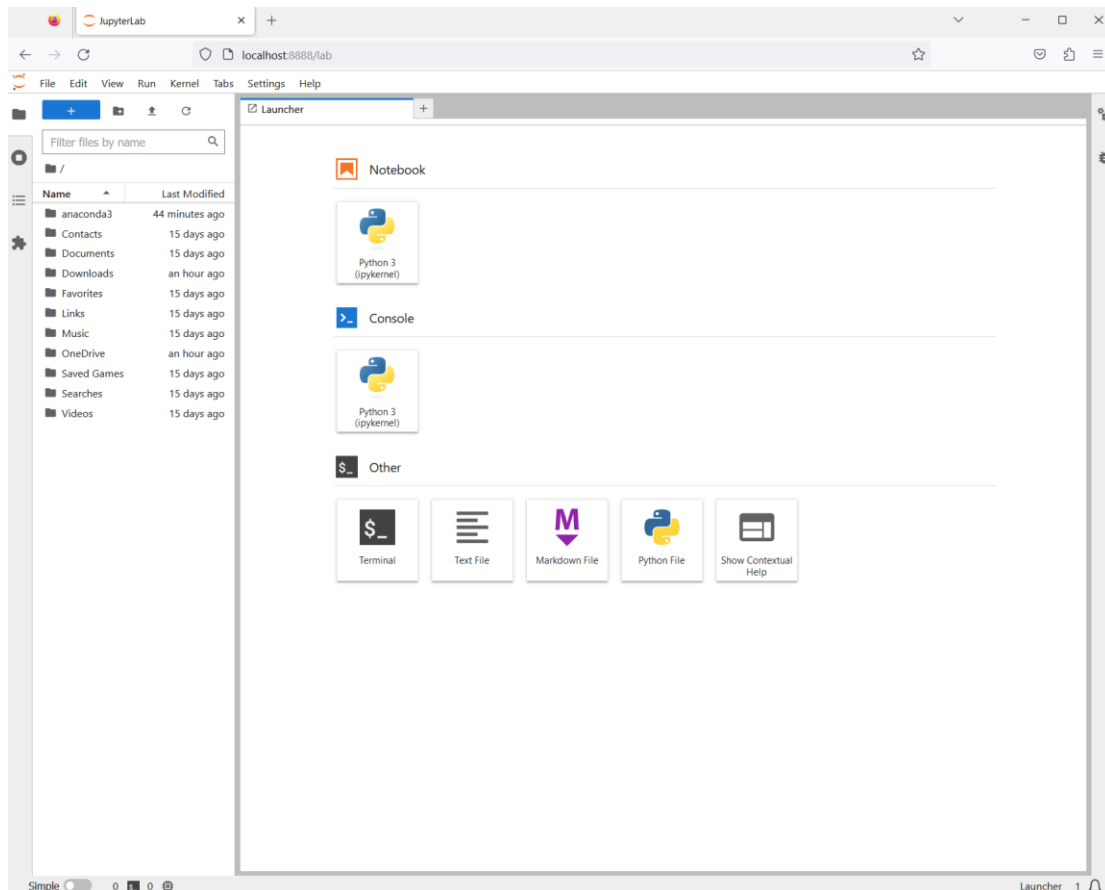 JupyterLab
localhost:8888/lab
File Edit View Run Kernel Tabs Settings Help
Launcher
Filter files by name
/
Name Last Modified
anaconda3 44 minutes ago
Contacts 15 days ago
Documents 15 days ago
Downloads an hour ago
Favorites 15 days ago
Links 15 days ago
Music 15 days ago
OneDrive an hour ago
Saved Games 15 days ago
Searches 15 days ago
Videos 15 days ago
Notebook
Python 3
(ipykernel)
Console
Python 3
(ipykernel)
$_ Other
$_
Terminal
Text File
M
Markdown File
Python File
Show Contextual
Help
Simple 0 $_ 0 Launcher 1